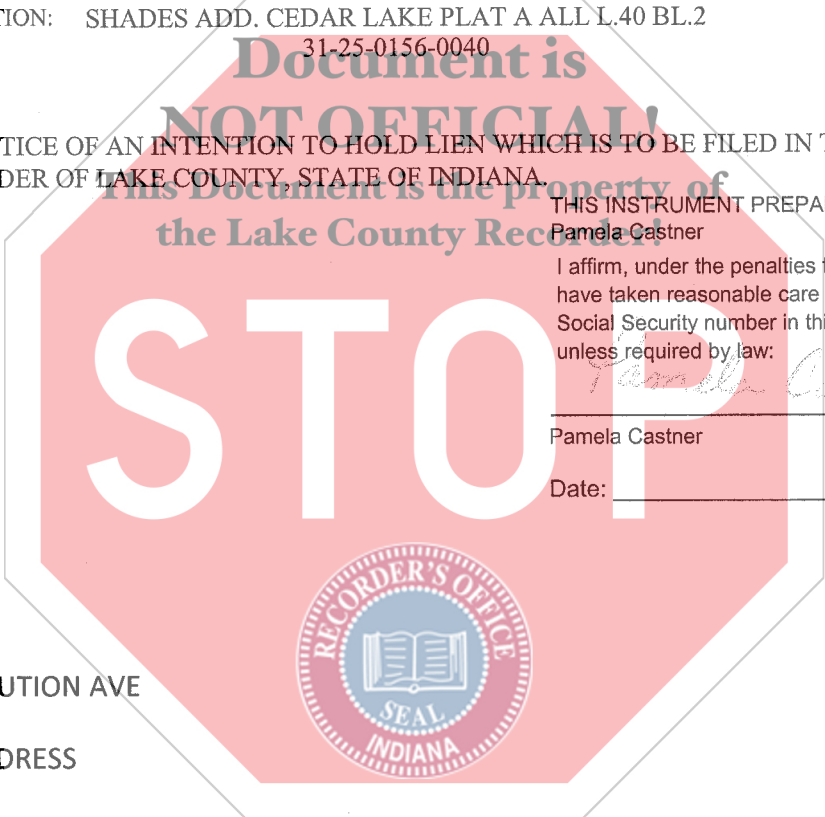 TION: SHADES ADD. CEDAR LAKE PLAT A ALL L.40 BL.2
31-25-0156-0040
Document is
NOT OFFICIAL!
TICE OF AN INTENTION TO HOLD LIEN WHICH IS TO BE FILED IN T
DER OF LAKE COUNTY, STATE OF INDIANA.
This Document is the property of
the Lake County Recorder!
THIS INSTRUMENT PREPA
Pamela Castner
I affirm, under the penalties f
have taken reasonable care
Social Security number in thi
unless required by law:
Pamela C
Pamela Castner
Date:
STOP
RECORDER'S OFFICE
SEAL
INDIANA
UTION AVE
DRESS